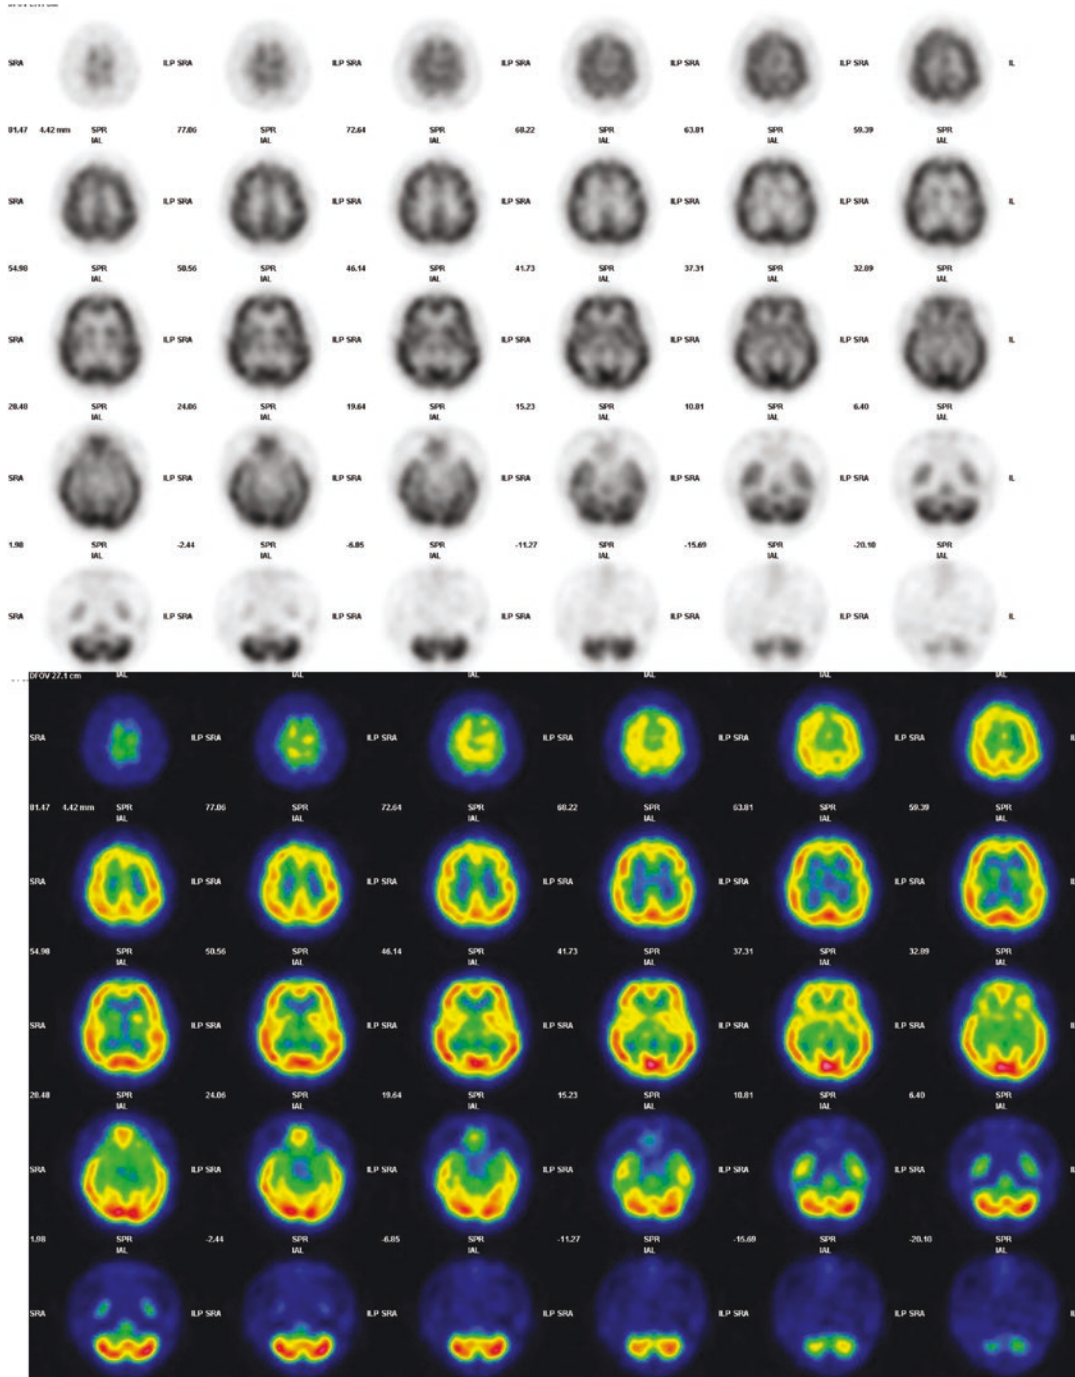 SRA ILP SRA ILP SRA ILP SRA ILP SRA ILP SRA IL
81.47 4.42 mm SPR 77.06 SPR 72.64 SPR 68.22 SPR 63.81 SPR 59.39 SPR
IAL IAL IAL IAL IAL IAL
SRA ILP SRA ILP SRA ILP SRA ILP SRA ILP SRA IL
54.98 SPR 50.56 SPR 46.14 SPR 41.73 SPR 37.31 SPR 32.89 SPR
IAL IAL IAL IAL IAL IAL
SRA ILP SRA ILP SRA ILP SRA ILP SRA ILP SRA IL
28.48 SPR 24.06 SPR 19.64 SPR 15.23 SPR 10.81 SPR 6.40 SPR
IAL IAL IAL IAL IAL IAL
SRA ILP SRA ILP SRA ILP SRA ILP SRA ILP SRA IL
1.98 SPR -2.44 SPR -6.85 SPR -11.27 SPR -15.69 SPR -20.10 SPR
IAL IAL IAL IAL IAL IAL
SRA ILP SRA ILP SRA ILP SRA ILP SRA ILP SRA IL
DFOV 27.1 cm IAL IAL IAL IAL IAL IAL
SRA ILP SRA ILP SRA ILP SRA ILP SRA ILP SRA IL
81.47 4.42 mm SPR 77.06 SPR 72.64 SPR 68.22 SPR 63.81 SPR 59.39 SPR
IAL IAL IAL IAL IAL IAL
SRA ILP SRA ILP SRA ILP SRA ILP SRA ILP SRA IL
54.98 SPR 50.56 SPR 46.14 SPR 41.73 SPR 37.31 SPR 32.89 SPR
IAL IAL IAL IAL IAL IAL
SRA ILP SRA ILP SRA ILP SRA ILP SRA ILP SRA IL
28.48 SPR 24.06 SPR 19.64 SPR 15.23 SPR 10.81 SPR 6.40 SPR
IAL IAL IAL IAL IAL IAL
SRA ILP SRA ILP SRA ILP SRA ILP SRA ILP SRA IL
1.98 SPR -2.44 SPR -6.85 SPR -11.27 SPR -15.69 SPR -20.10 SPR
IAL IAL IAL IAL IAL IAL
SRA ILP SRA ILP SRA ILP SRA ILP SRA ILP SRA IL